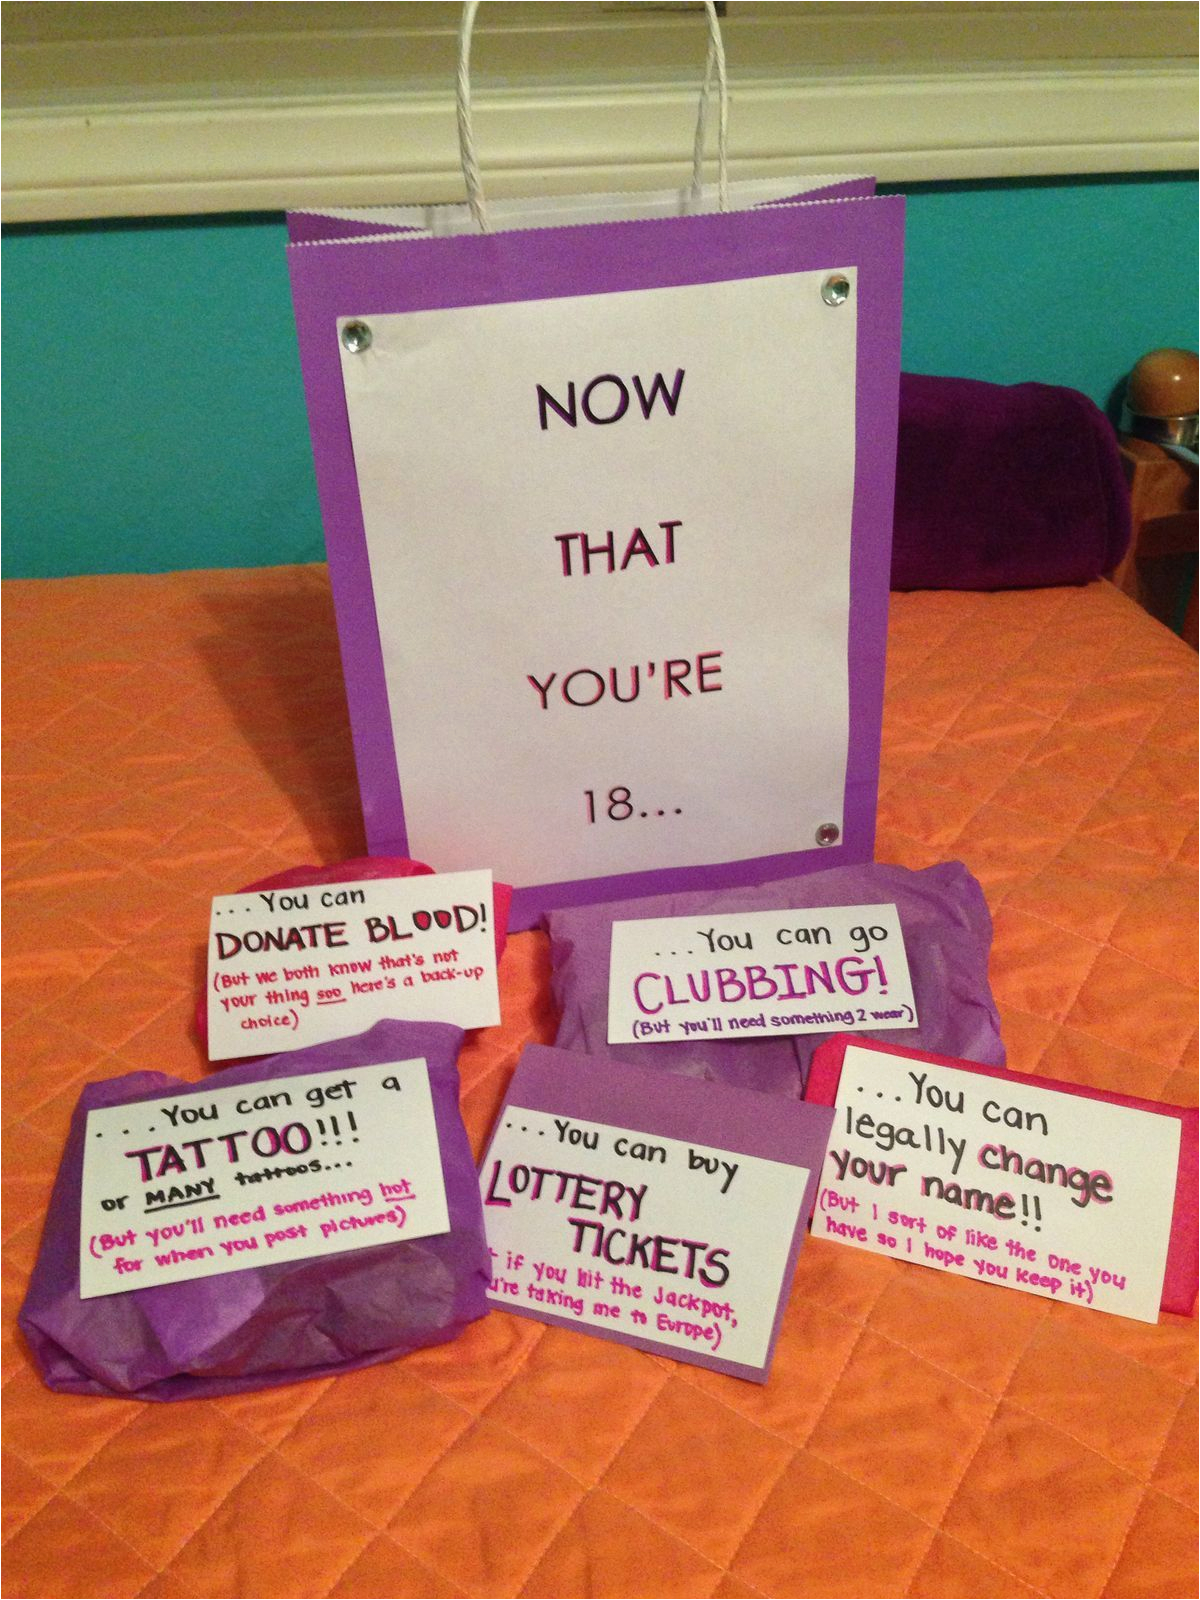 NOW
THAT
YOU'RE
18...
...You can
DONATE BLOOD!
(But we both know that's not
your thing soo here's a back-up
choice)
...You can go
CLUBBING!
(But you'll need something 2 wear)
...You can get a
TATTOO!!!
or MANY tattoos...
(But you'll need something hot
for when you post pictures)
...You can buy
LOTTERY
TICKETS
if you hit the Jackpot,
taking me to Europe)
...You can
legally change
your name!!
(But I sort of like the one you
have so I hope you keep it)